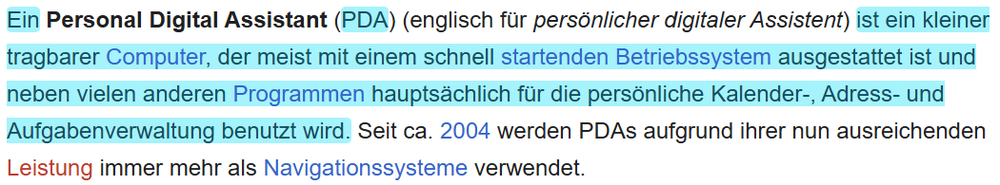 Ein Personal Digital Assistant (PDA) (englisch für persönlicher digitaler Assistent) ist ein kleiner
tragbarer Computer, der meist mit einem schnell startenden Betriebssystem ausgestattet ist und
neben vielen anderen Programmen hauptsächlich für die persönliche Kalender-, Adress- und
Aufgabenverwaltung benutzt wird. Seit ca. 2004 werden PDAs aufgrund ihrer nun ausreichenden
Leistung immer mehr als Navigationssysteme verwendet.